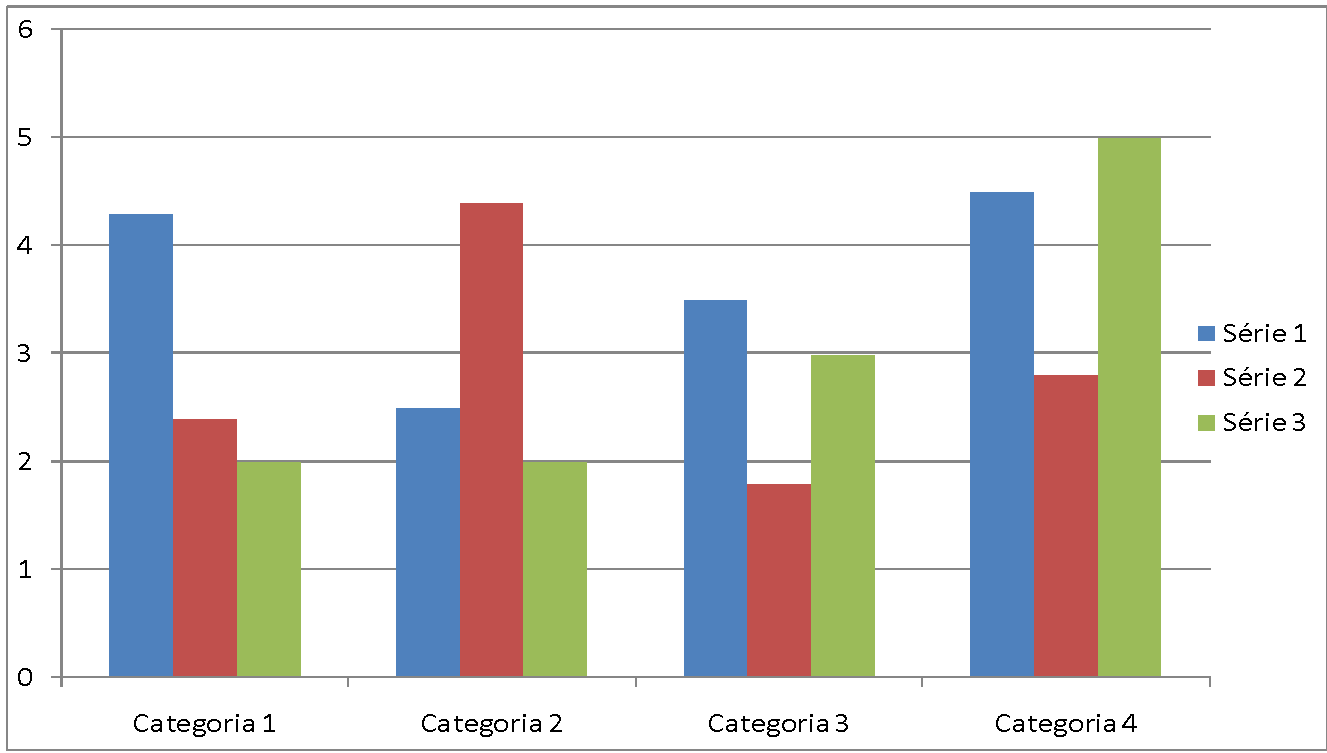 6
5
4
3
2
1
0
Categoria 1
Categoria 2
Categoria 3
Categoria 4
Série 1
Série 2
Série 3